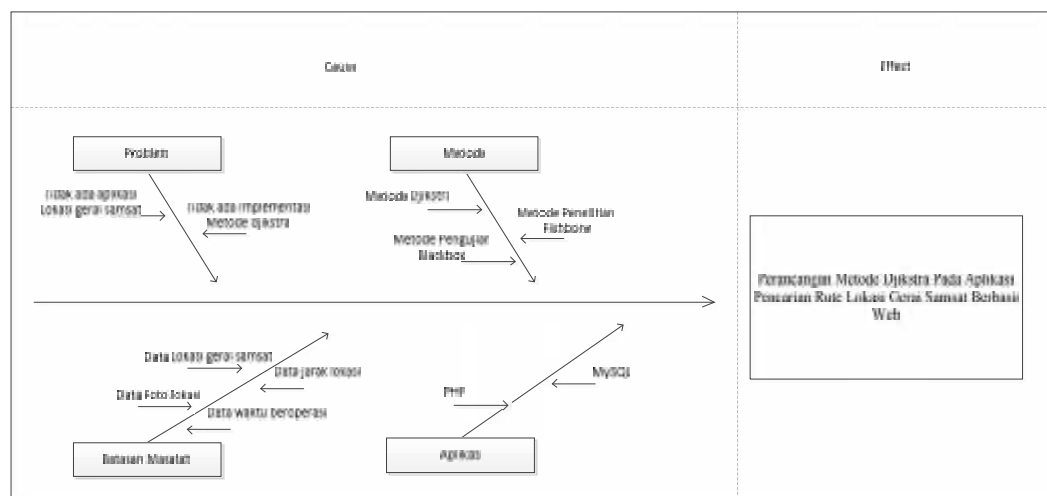 Cause
Effect
Problem
Metode
Tidak ada aplikasi
Lokasi gerai samsat
Tidak ada implementasi
Metode djikstra
Metode Djikstra
Metode Penelitian
Fishbone
Metode Pengujian
Blackbox
Perancangan Metode Djikstra Pada Aplikasi
Pencarian Rute Lokasi Gerai Samsat Berbasis
Web
Data Lokasi gerai samsat
Data jarak lokasi
Data Foto lokasi
Data waktu beroperasi
PHP
MySQL
Batasan Masalah
Aplikasi